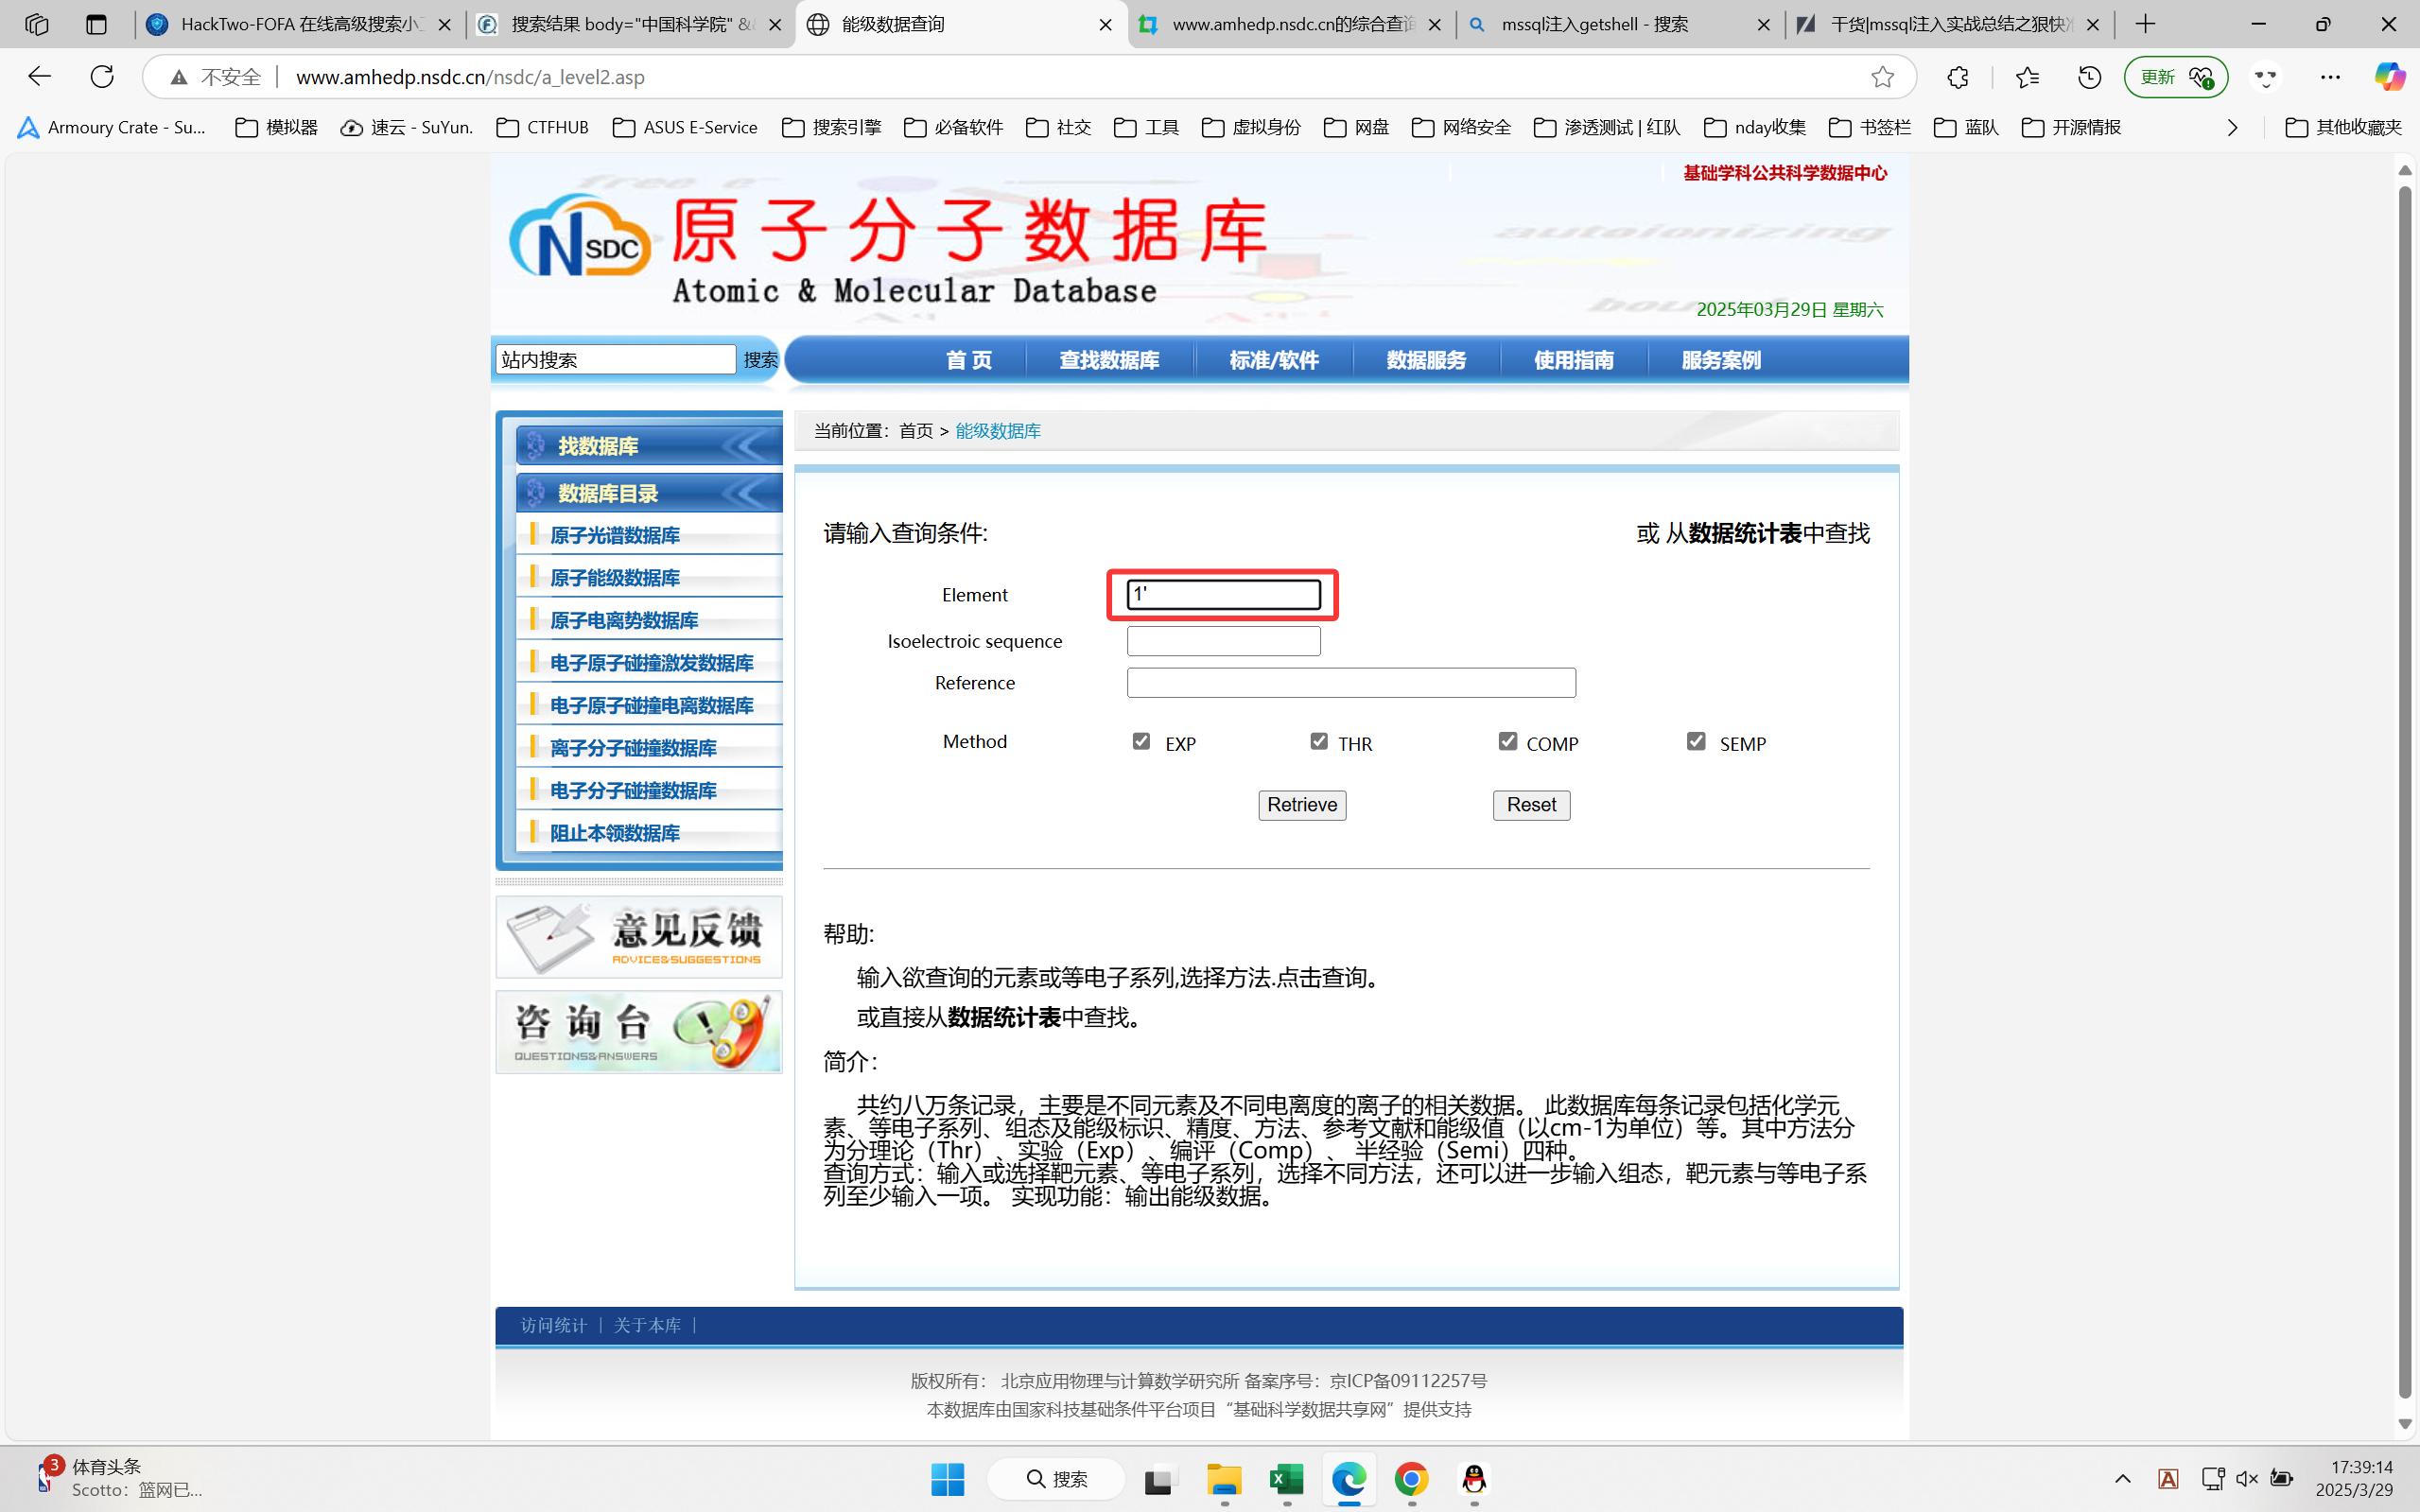 HackTwo-FOFA 在线高级搜索小
搜索结果 body="中国科学院" &&
能级数据查询
www.amhedp.nsdc.cn的综合查询
mssql注入getshell - 搜索
干货|mssql注入实战总结之狠快准
不安全
www.amhedp.nsdc.cn/nsdc/a_level2.asp
更新
Armoury Crate - Su...
模拟器
速云 - SuYun.
CTFHUB
ASUS E-Service
搜索引擎
必备软件
社交
工具
虚拟身份
网盘
网络安全
渗透测试 | 红队
nday收集
书签栏
蓝队
开源情报
其他收藏夹
基础学科公共科学数据中心
free e
NSDC
原子分子数据库
autoionizing
Atomic & Molecular Database
2025年03月29日 星期六
站内搜索
搜索
首 页
查找数据库
标准/软件
数据服务
使用指南
服务案例
找数据库
数据库目录
原子光谱数据库
原子能级数据库
原子电离势数据库
电子原子碰撞激发数据库
电子原子碰撞电离数据库
离子分子碰撞数据库
电子分子碰撞数据库
阻止本领数据库
意见反馈
ADVICE&SUGGESTIONS
咨询台
QUESTIONS&ANSWERS
当前位置：首页 > 能级数据库
请输入查询条件:
或 从数据统计表中查找
Element
1'
Isoelectroic sequence
Reference
Method
EXP
THR
COMP
SEMP
Retrieve
Reset
帮助:
输入欲查询的元素或等电子系列,选择方法.点击查询。
或直接从数据统计表中查找。
简介：
共约八万条记录，主要是不同元素及不同电离度的离子的相关数据。 此数据库每条记录包括化学元
素、等电子系列、组态及能级标识、精度、方法、参考文献和能级值（以cm-1为单位）等。其中方法分
为分理论（Thr）、实验（Exp）、编评（Comp）、 半经验（Semi）四种。
查询方式：输入或选择靶元素、等电子系列，选择不同方法，还可以进一步输入组态，靶元素与等电子系
列至少输入一项。 实现功能：输出能级数据。
访问统计 | 关于本库 |
版权所有： 北京应用物理与计算数学研究所 备案序号：京ICP备09112257号
本数据库由国家科技基础条件平台项目“基础科学数据共享网”提供支持
3
体育头条
Scotto：篮网已...
搜索
17:39:14
2025/3/29